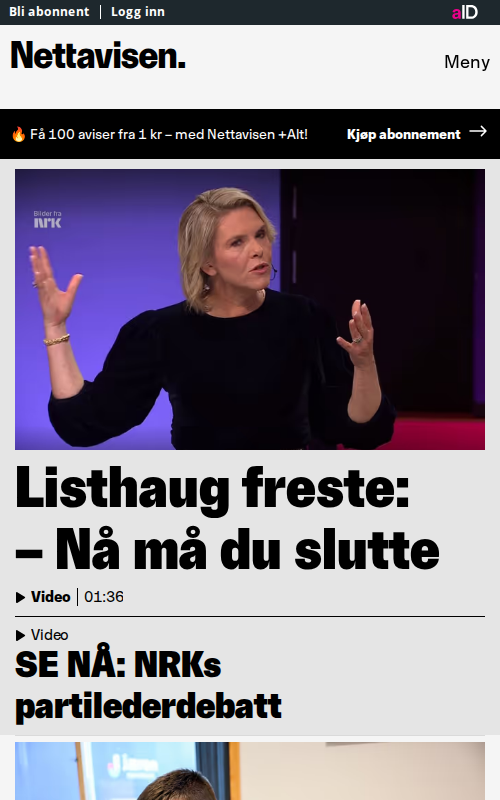 Bli abonnent | Logg inn
aID
Nettavisen.
Meny
🔥 Få 100 aviser fra 1 kr – med Nettavisen +Alt!
Kjøp abonnement →
Bilder fra
nrk
Listhaug freste:
– Nå må du slutte
Video | 01:36
Video
SE NÅ: NRKs
partilederdebatt